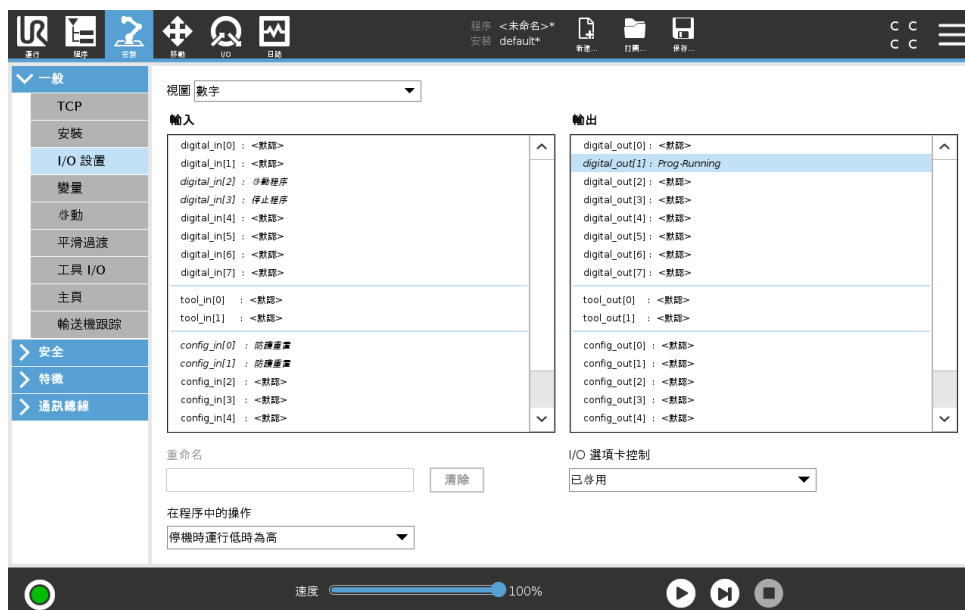 程序 <未命名>*
安裝 default*
運行
程序
安裝
移動
I/O
日誌
新建...
打開...
保存...
C C
C C
一般
TCP
安裝
I/O 設置
變量
啓動
平滑過渡
工具 I/O
主頁
輸送機跟踪
安全
特徵
通訊總線
視圖 數字
輸入
digital_in[0] : <默認>
digital_in[1] : <默認>
digital_in[2] : 啓動程序
digital_in[3] : 停止程序
digital_in[4] : <默認>
digital_in[5] : <默認>
digital_in[6] : <默認>
digital_in[7] : <默認>
tool_in[0] : <默認>
tool_in[1] : <默認>
config_in[0] : 防護重置
config_in[1] : 防護重置
config_in[2] : <默認>
config_in[3] : <默認>
config_in[4] : <默認>
輸出
digital_out[0] : <默認>
digital_out[1] : Prog-Running
digital_out[2] : <默認>
digital_out[3] : <默認>
digital_out[4] : <默認>
digital_out[5] : <默認>
digital_out[6] : <默認>
digital_out[7] : <默認>
tool_out[0] : <默認>
tool_out[1] : <默認>
config_out[0] : <默認>
config_out[1] : <默認>
config_out[2] : <默認>
config_out[3] : <默認>
config_out[4] : <默認>
重命名
清除
在程序中的操作
停機時運行低時為高
I/O 選項卡控制
已啓用
速度 100%